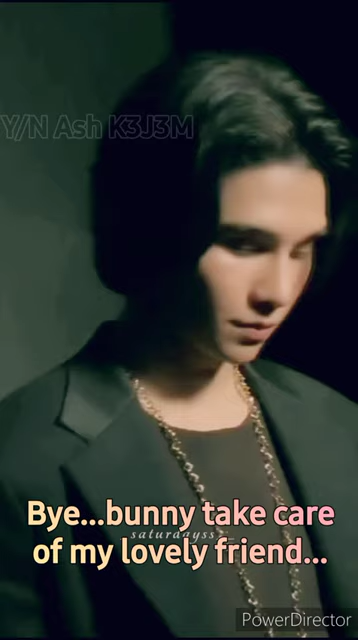 Y/N Ash K3J3M
Bye...bunny take care
saturdayss
of my lovely friend...
PowerDirector